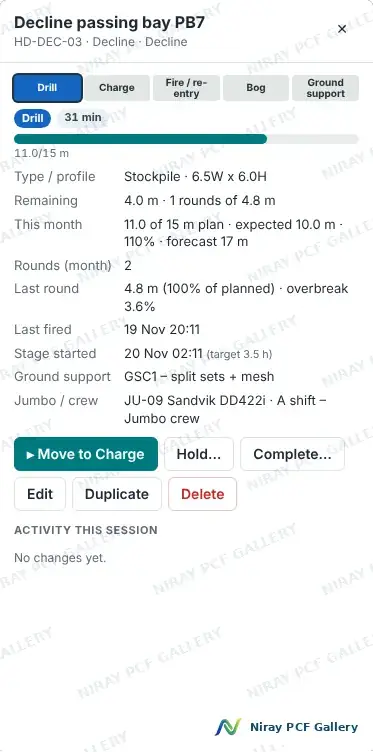 Decline passing bay PB7
×
HD-DEC-03 · Decline · Decline
Drill
Charge
Fire / re-
entry
Bog
Ground
support
Drill
31 min
11.0/15 m
Type / profile
Stockpile · 6.5W x 6.0H
Remaining
4.0 m · 1 rounds of 4.8 m
This month
11.0 of 15 m plan · expected 10.0 m ·
110% · forecast 17 m
Rounds (month)
2
Last round
4.8 m (100% of planned) · overbreak
3.6%
Last fired
19 Nov 20:11
Stage started
20 Nov 02:11 (target 3.5 h)
Ground support
GSC1 – split sets + mesh
Jumbo / crew
JU-09 Sandvik DD422i · A shift –
Jumbo crew
▸ Move to Charge
Hold...
Complete...
Edit
Duplicate
Delete
ACTIVITY THIS SESSION
No changes yet.
NIRAY PCF GALLERY
Niray PCF Gallery